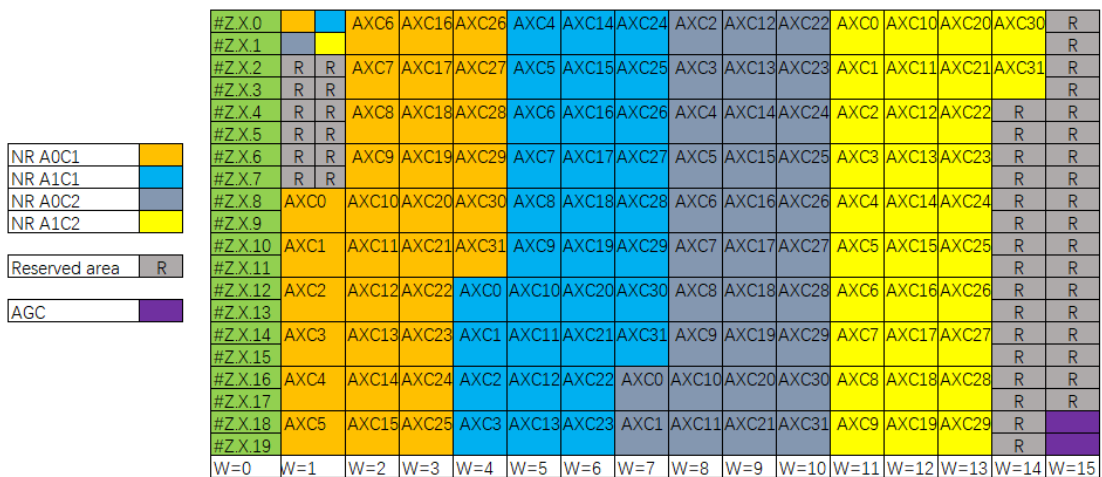 #Z.X.0 AXC6 AXC16 AXC26 AXC4 AXC14 AXC24 AXC2 AXC12 AXC22 AXC0 AXC10 AXC20 AXC30 R
#Z.X.1 R
#Z.X.2 R R AXC7 AXC17 AXC27 AXC5 AXC15 AXC25 AXC3 AXC13 AXC23 AXC1 AXC11 AXC21 AXC31 R
#Z.X.3 R R R
#Z.X.4 R R AXC8 AXC18 AXC28 AXC6 AXC16 AXC26 AXC4 AXC14 AXC24 AXC2 AXC12 AXC22 R R
#Z.X.5 R R R R
NR A0C1 #Z.X.6 R R AXC9 AXC19 AXC29 AXC7 AXC17 AXC27 AXC5 AXC15 AXC25 AXC3 AXC13 AXC23 R R
NR A1C1 #Z.X.7 R R R R
NR A0C2 #Z.X.8 AXC0 AXC10 AXC20 AXC30 AXC8 AXC18 AXC28 AXC6 AXC16 AXC26 AXC4 AXC14 AXC24 R R
NR A1C2 #Z.X.9 R R
#Z.X.10 AXC1 AXC11 AXC21 AXC31 AXC9 AXC19 AXC29 AXC7 AXC17 AXC27 AXC5 AXC15 AXC25 R R
Reserved area R #Z.X.11 R R
#Z.X.12 AXC2 AXC12 AXC22 AXC0 AXC10 AXC20 AXC30 AXC8 AXC18 AXC28 AXC6 AXC16 AXC26 R R
AGC #Z.X.13 R R
#Z.X.14 AXC3 AXC13 AXC23 AXC1 AXC11 AXC21 AXC31 AXC9 AXC19 AXC29 AXC7 AXC17 AXC27 R R
#Z.X.15 R R
#Z.X.16 AXC4 AXC14 AXC24 AXC2 AXC12 AXC22 AXC0 AXC10 AXC20 AXC30 AXC8 AXC18 AXC28 R R
#Z.X.17 R R
#Z.X.18 AXC5 AXC15 AXC25 AXC3 AXC13 AXC23 AXC1 AXC11 AXC21 AXC31 AXC9 AXC19 AXC29 R
#Z.X.19 R
W=0 W=1 W=2 W=3 W=4 W=5 W=6 W=7 W=8 W=9 W=10 W=11 W=12 W=13 W=14 W=15